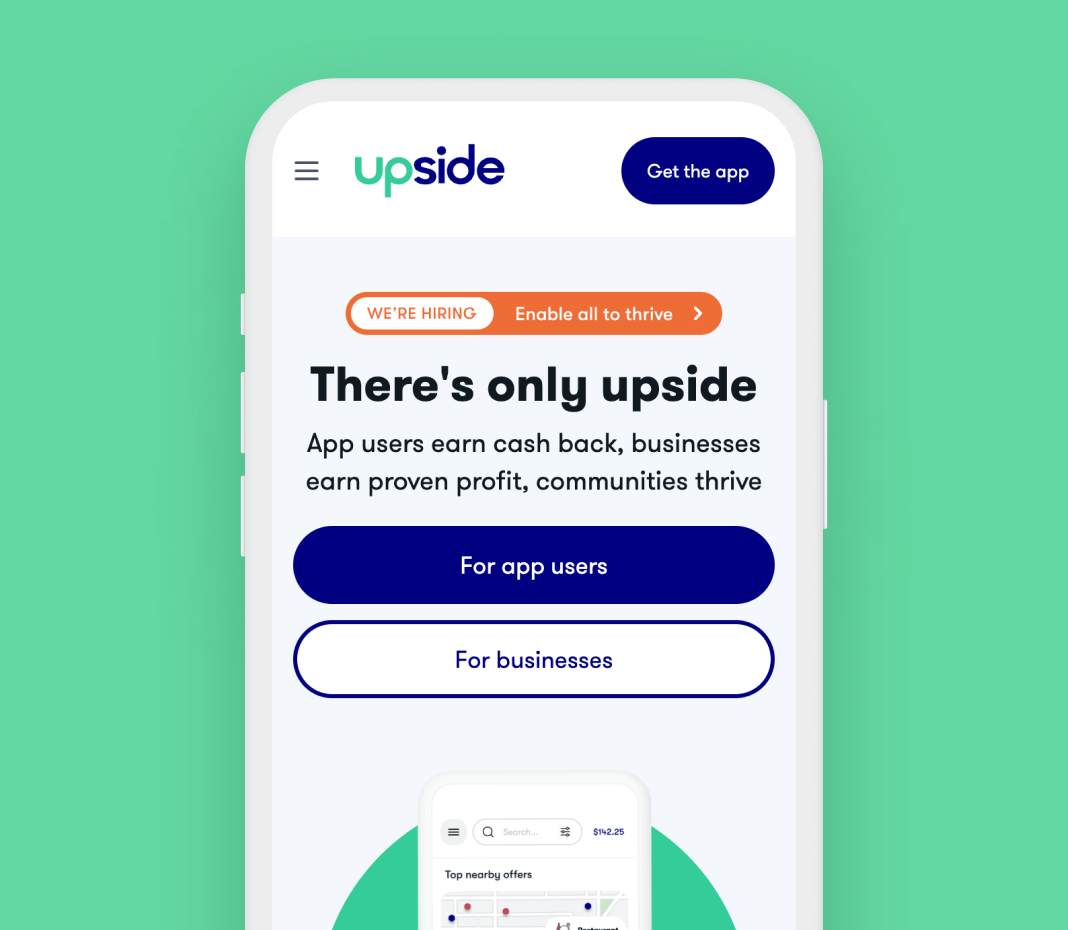 upside
Get the app
WE'RE HIRING
Enable all to thrive
There's only upside
App users earn cash back, businesses
earn proven profit, communities thrive
For app users
For businesses
Search...
$142.25
Top nearby offers
Restaurant